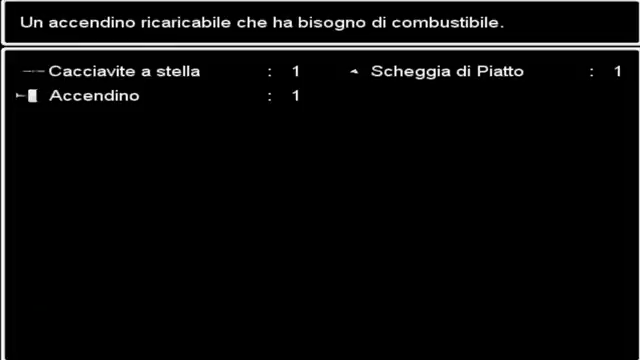 Un accendino ricaricabile che ha bisogno di combustibile.
Cacciavite a stella : 1 Scheggia di Piatto : 1
Accendino : 1